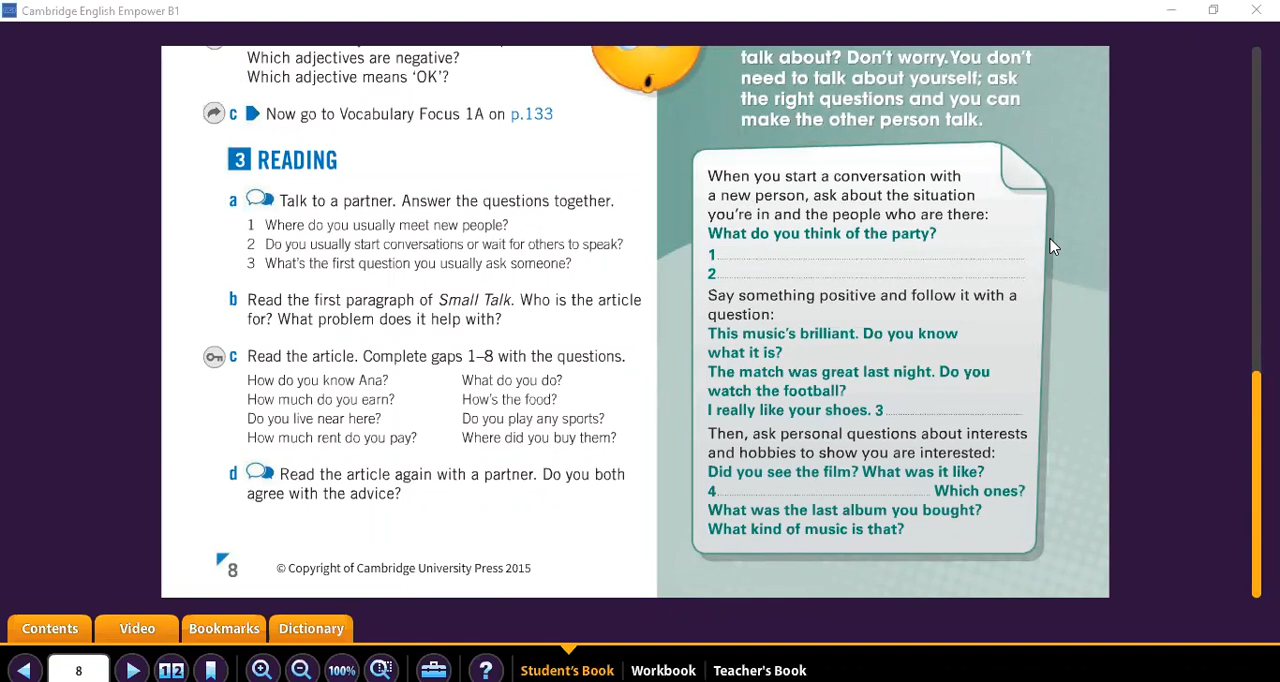 Cambridge English Empower B1
Which adjectives are negative?
Which adjective means ‘OK’?
c Now go to Vocabulary Focus 1A on p.133
3 READING
a Talk to a partner. Answer the questions together.
1 Where do you usually meet new people?
2 Do you usually start conversations or wait for others to speak?
3 What's the first question you usually ask someone?
b Read the first paragraph of Small Talk. Who is the article
for? What problem does it help with?
c Read the article. Complete gaps 1–8 with the questions.
How do you know Ana?
How much do you earn?
Do you live near here?
How much rent do you pay?
What do you do?
How's the food?
Do you play any sports?
Where did you buy them?
d Read the article again with a partner. Do you both
agree with the advice?
8
© Copyright of Cambridge University Press 2015
talk about? Don't worry. You don't
need to talk about yourself; ask
the right questions and you can
make the other person talk.
When you start a conversation with
a new person, ask about the situation
you're in and the people who are there:
What do you think of the party?
1
2
Say something positive and follow it with a
question:
This music's brilliant. Do you know
what it is?
The match was great last night. Do you
watch the football?
I really like your shoes. 3
Then, ask personal questions about interests
and hobbies to show you are interested:
Did you see the film? What was it like?
4 Which ones?
What was the last album you bought?
What kind of music is that?
Contents Video Bookmarks Dictionary
8 12 100% ? Student's Book Workbook Teacher's Book